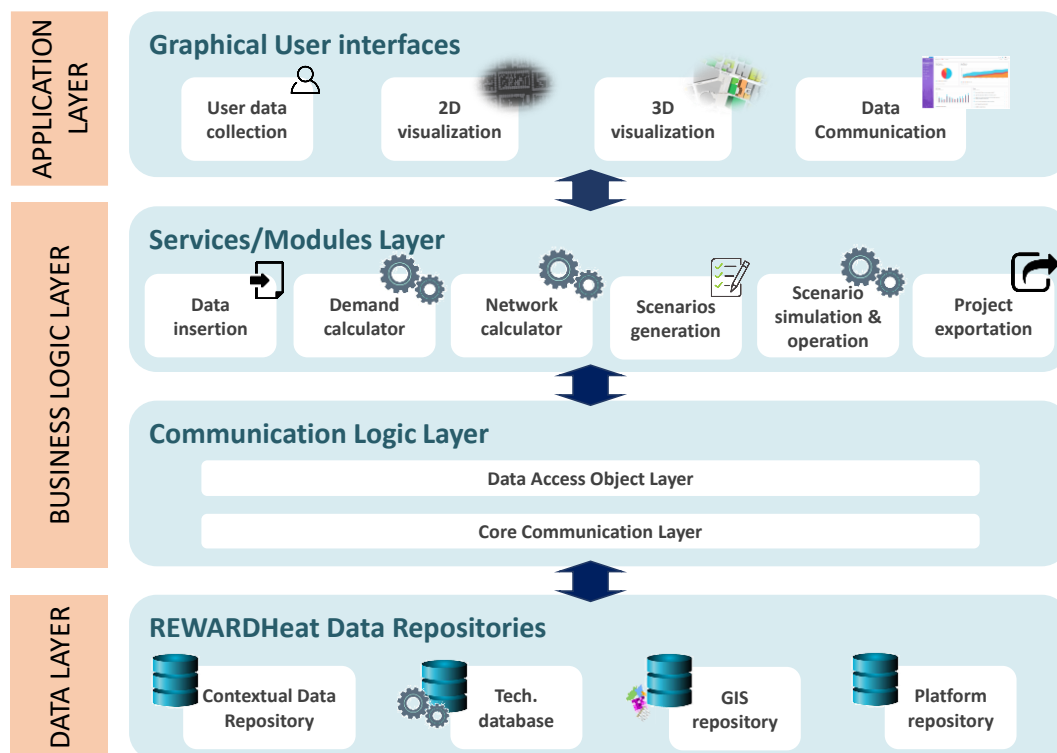 APPLICATION
LAYER
Graphical User interfaces
User data
collection
2D
visualization
3D
visualization
Data
Communication
BUSINESS LOGIC LAYER
Services/Modules Layer
Data
insertion
Demand
calculator
Network
calculator
Scenarios
generation
Scenario
simulation &
operation
Project
exportation
Communication Logic Layer
Data Access Object Layer
Core Communication Layer
DATA LAYER
REWARDHeat Data Repositories
Contextual Data
Repository
Tech.
database
GIS
repository
Platform
repository